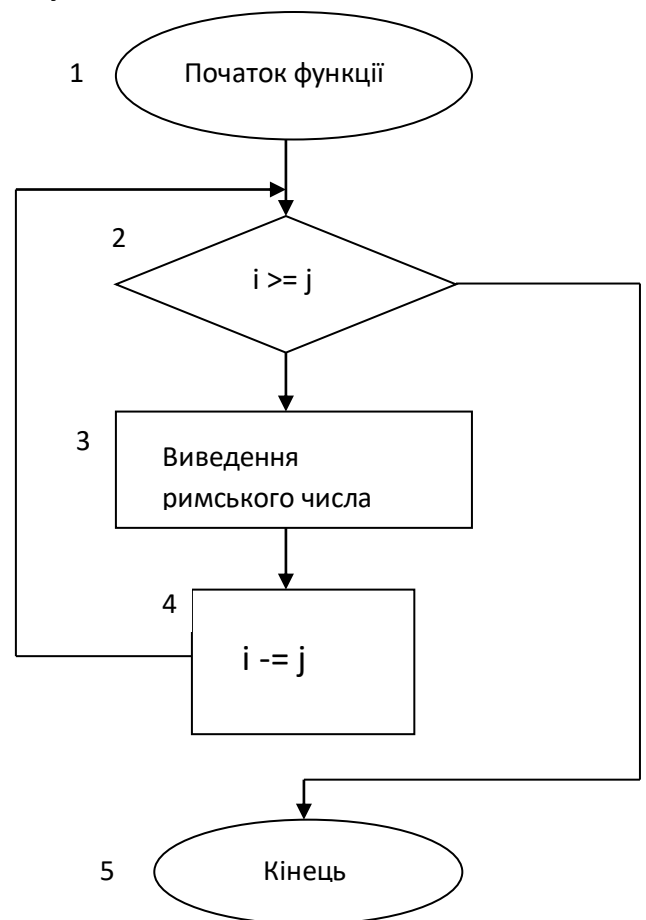 1
Початок функції
2
i >= j
3
Виведення
римського числа
4
i -= j
5
Кінець